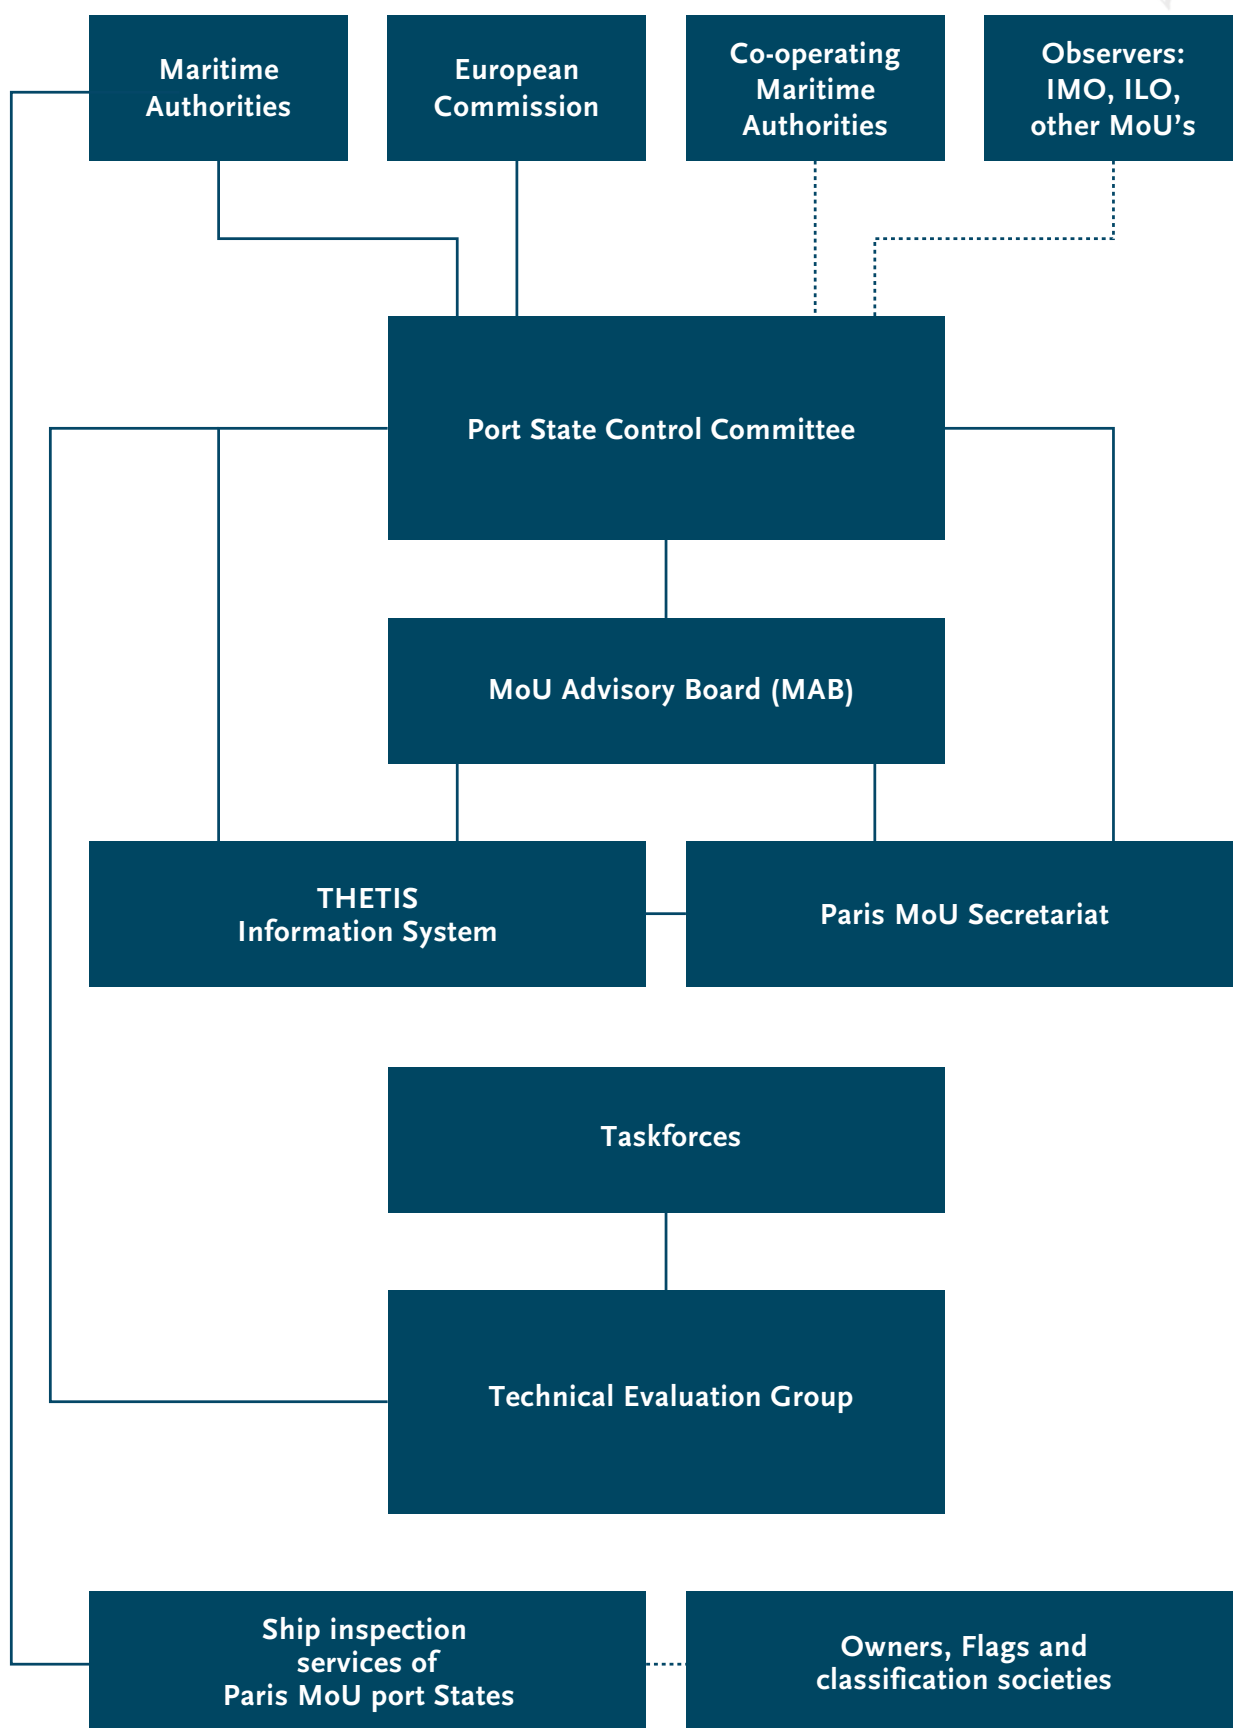 Maritime
Authorities
European
Commission
Co-operating
Maritime
Authorities
Observers:
IMO, ILO,
other MoU’s
Port State Control Committee
MoU Advisory Board (MAB)
THETIS
Information System
Paris MoU Secretariat
Taskforces
Technical Evaluation Group
Ship inspection
services of
Paris MoU port States
Owners, Flags and
classification societies